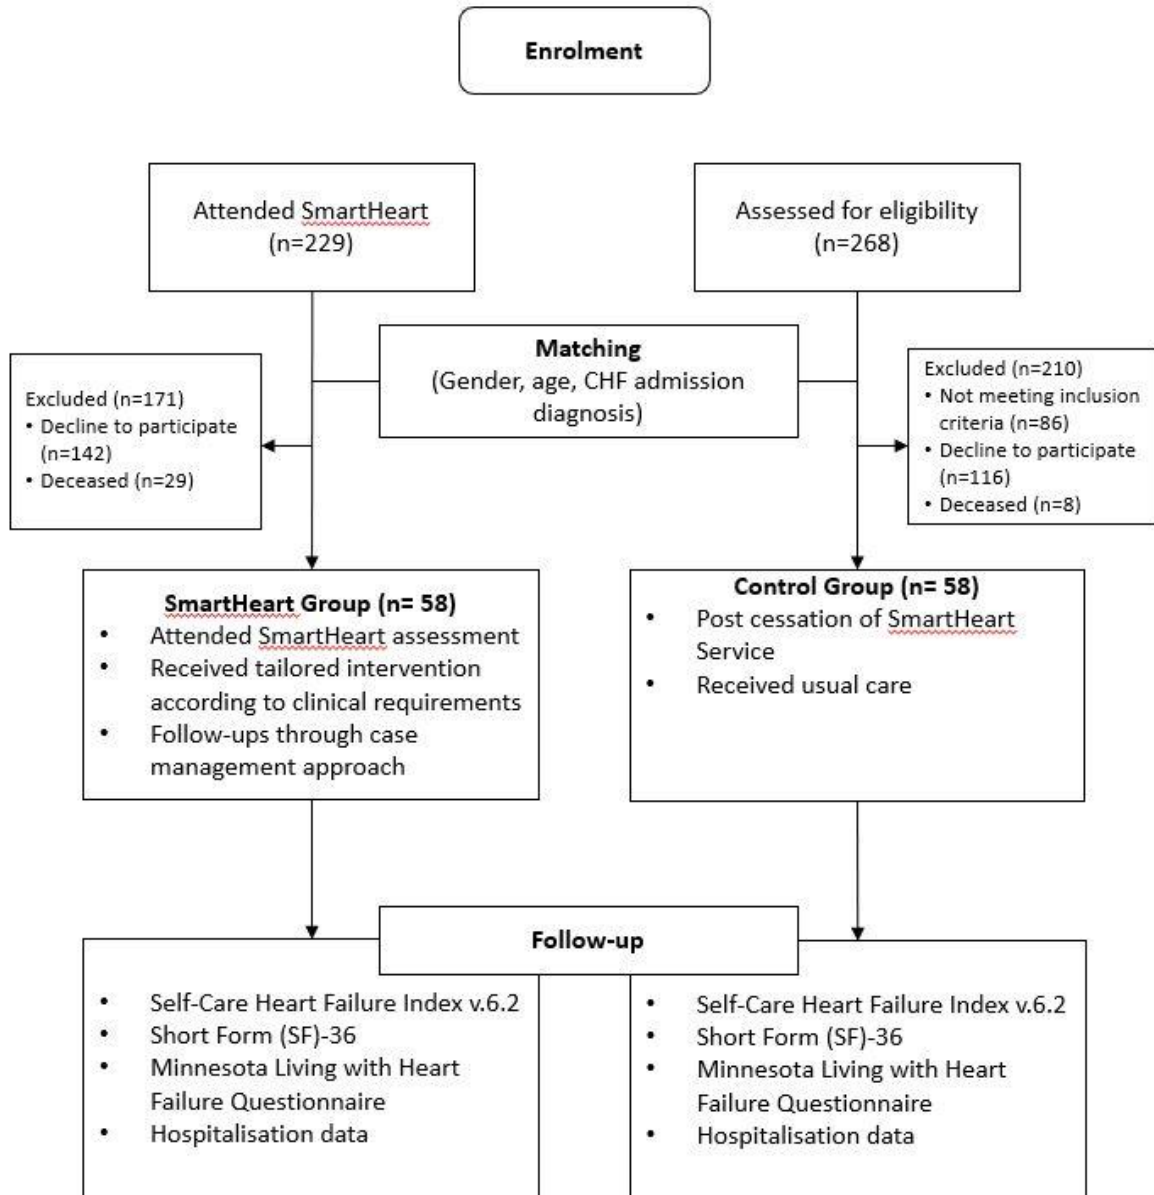 Enrolment
Attended SmartHeart
(n=229)
Assessed for eligibility
(n=268)
Matching
(Gender, age, CHF admission
diagnosis)
Excluded (n=171)
• Decline to participate
(n=142)
• Deceased (n=29)
Excluded (n=210)
• Not meeting inclusion
criteria (n=86)
• Decline to participate
(n=116)
• Deceased (n=8)
SmartHeart Group (n= 58)
• Attended SmartHeart assessment
• Received tailored intervention
according to clinical requirements
• Follow-ups through case
management approach
Control Group (n= 58)
• Post cessation of SmartHeart
Service
• Received usual care
Follow-up
• Self-Care Heart Failure Index v.6.2
• Short Form (SF)-36
• Minnesota Living with Heart
Failure Questionnaire
• Hospitalisation data
• Self-Care Heart Failure Index v.6.2
• Short Form (SF)-36
• Minnesota Living with Heart
Failure Questionnaire
• Hospitalisation data